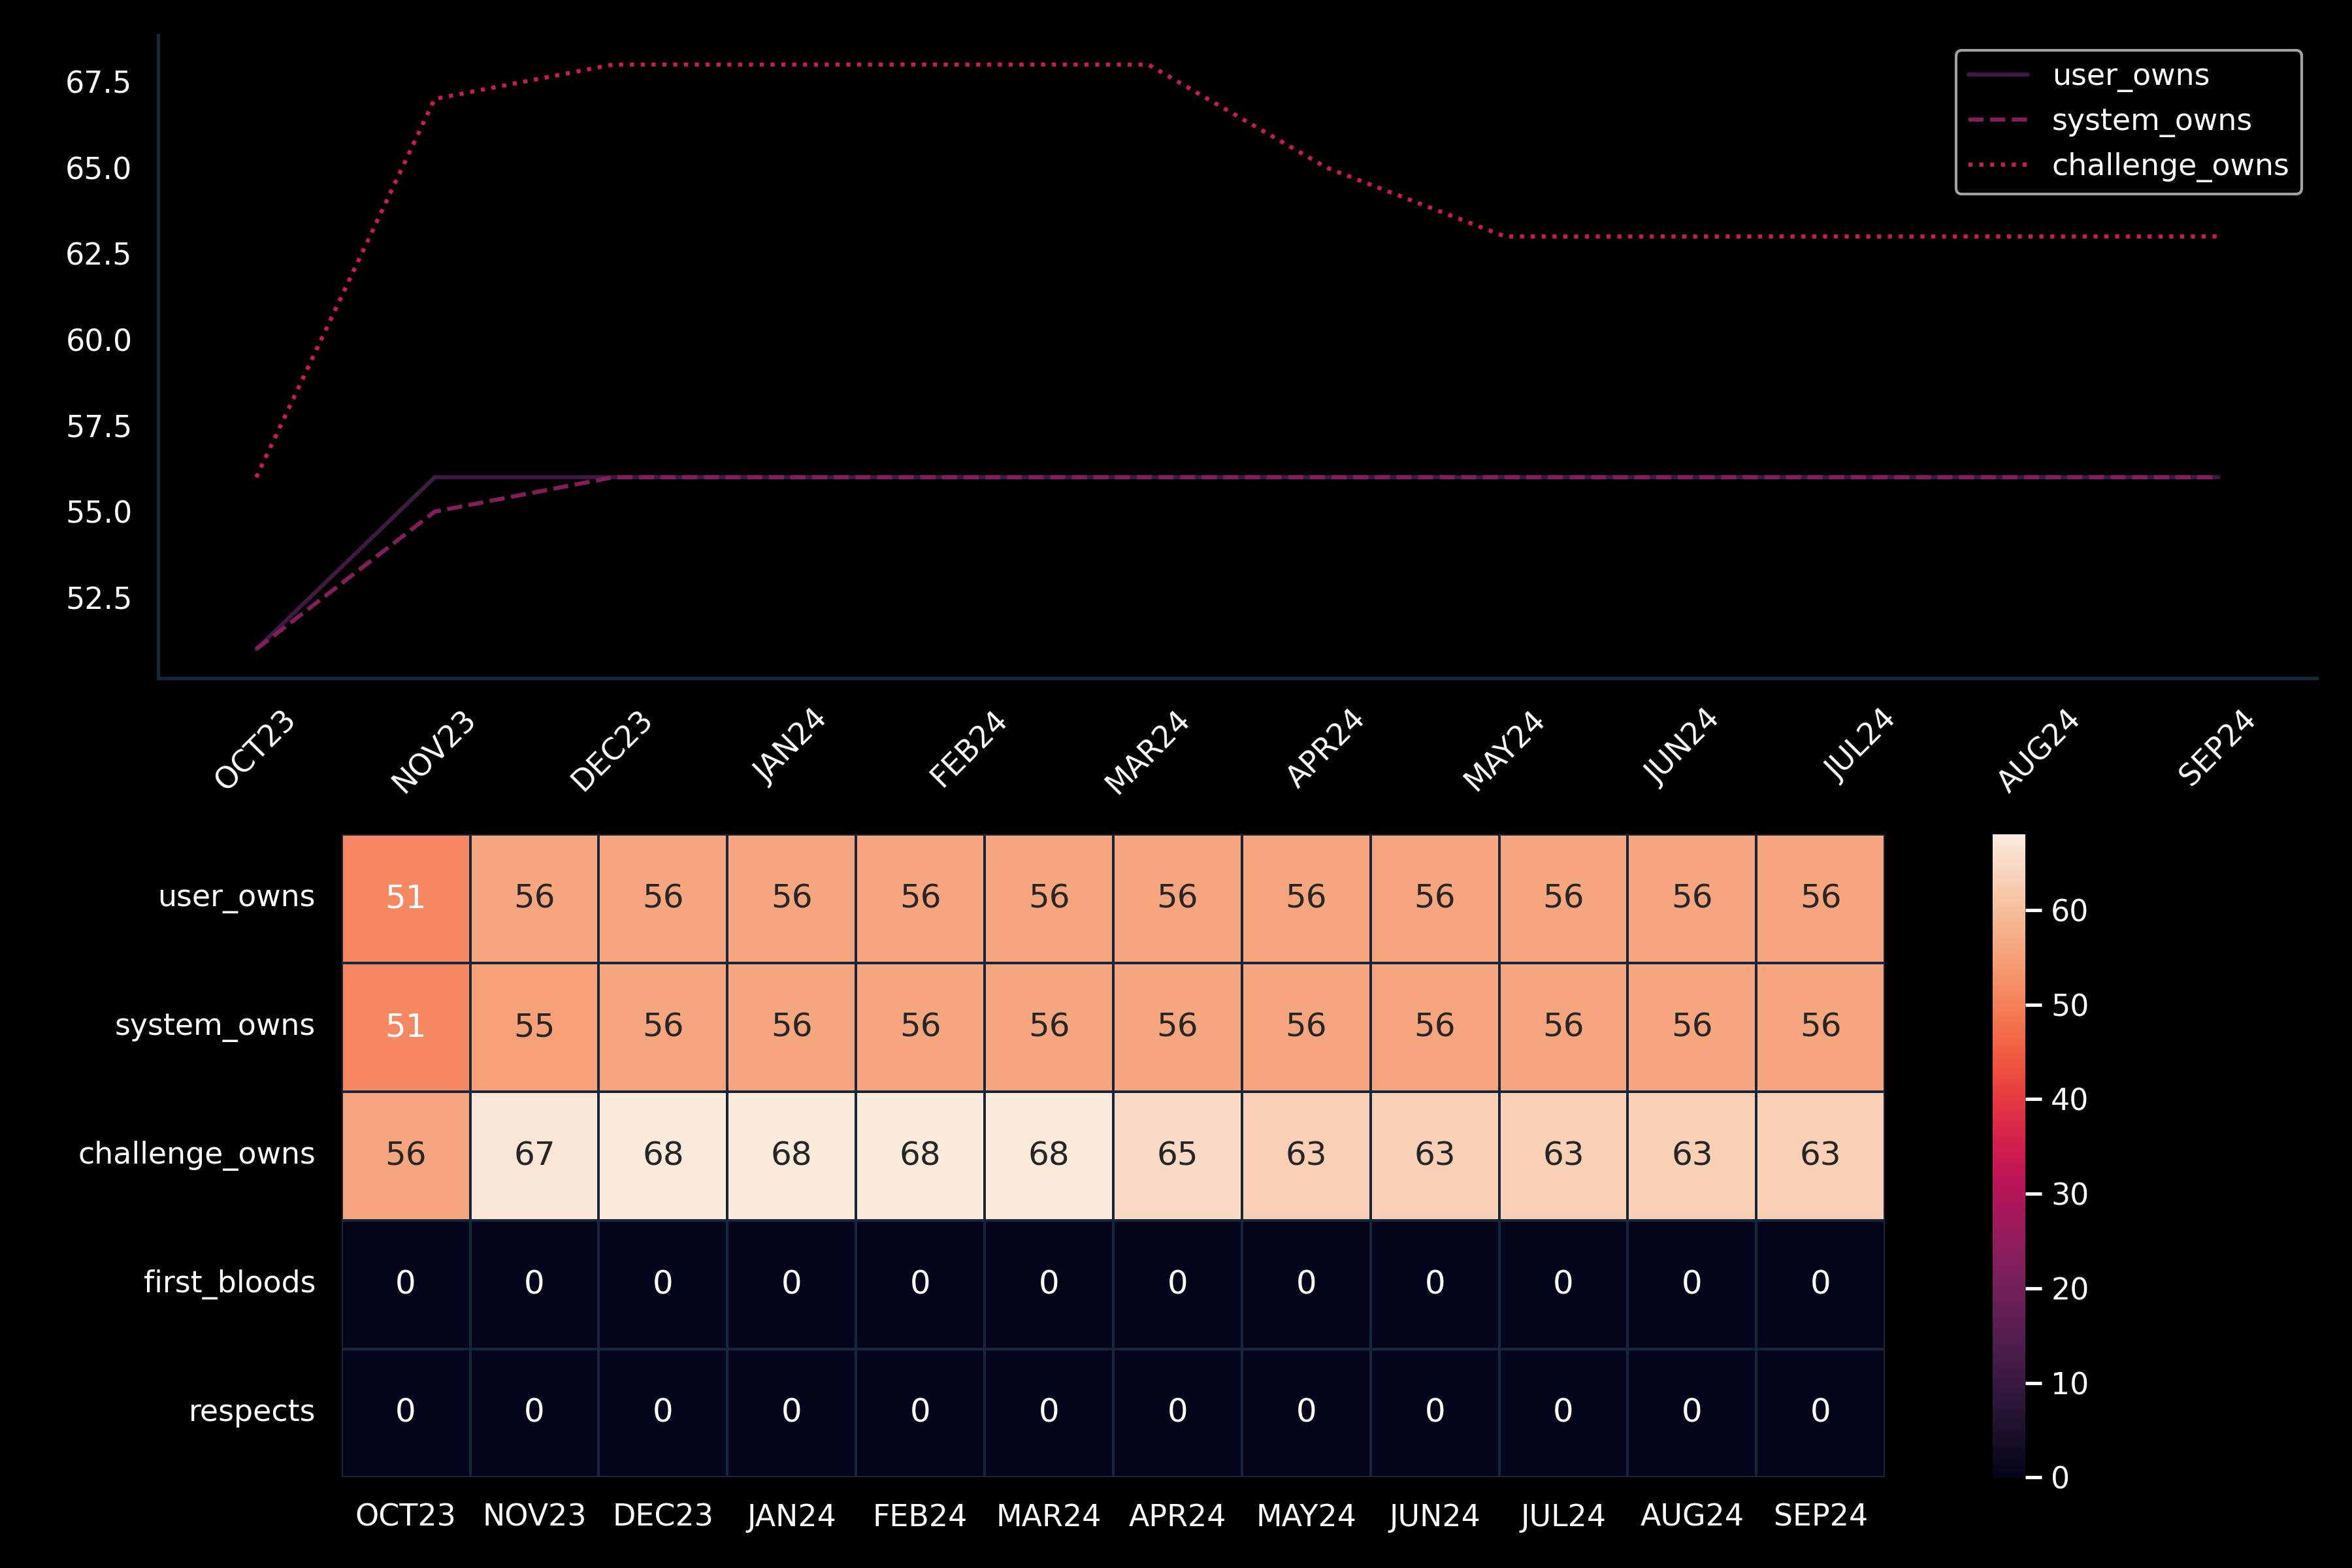 67.5
65.0
62.5
60.0
57.5
55.0
52.5
user_owns
system_owns
challenge_owns
OCT23 NOV23 DEC23 JAN24 FEB24 MAR24 APR24 MAY24 JUN24 JUL24 AUG24 SEP24
user_owns 51 56 56 56 56 56 56 56 56 56 56 56
system_owns 51 55 56 56 56 56 56 56 56 56 56 56
challenge_owns 56 67 68 68 68 68 65 63 63 63 63 63
first_bloods 0 0 0 0 0 0 0 0 0 0 0 0
respects 0 0 0 0 0 0 0 0 0 0 0 0
OCT23 NOV23 DEC23 JAN24 FEB24 MAR24 APR24 MAY24 JUN24 JUL24 AUG24 SEP24
60
50
40
30
20
10
0